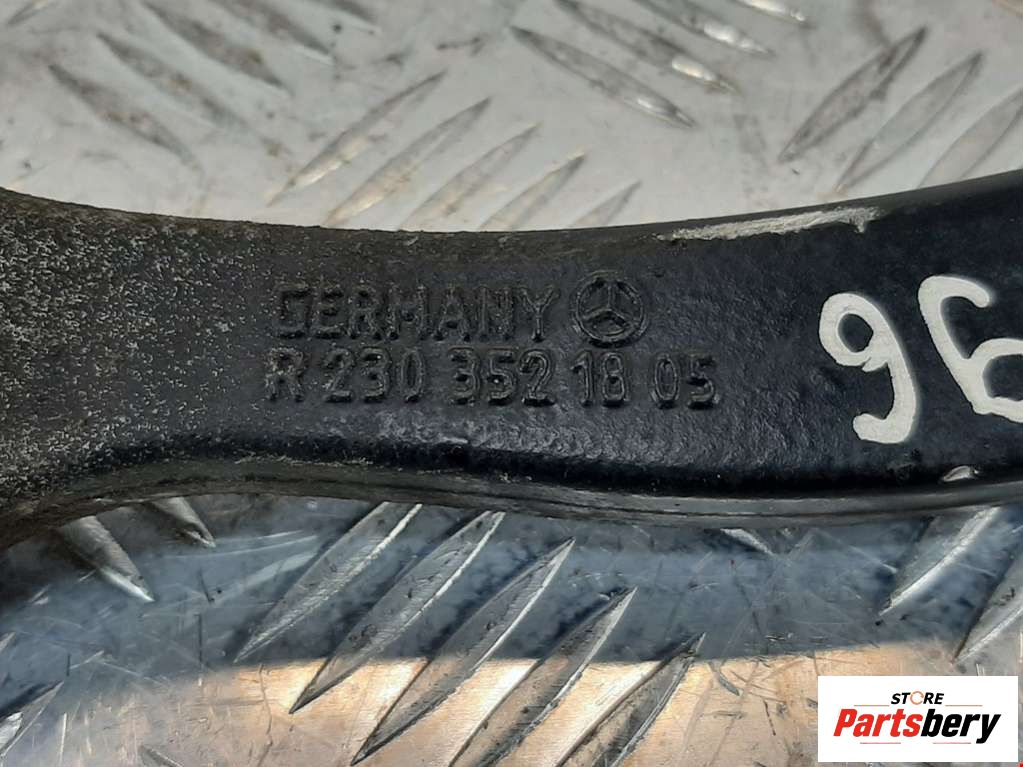 GERMANY
R 230 352 18 05
96
STORE
Partsbery